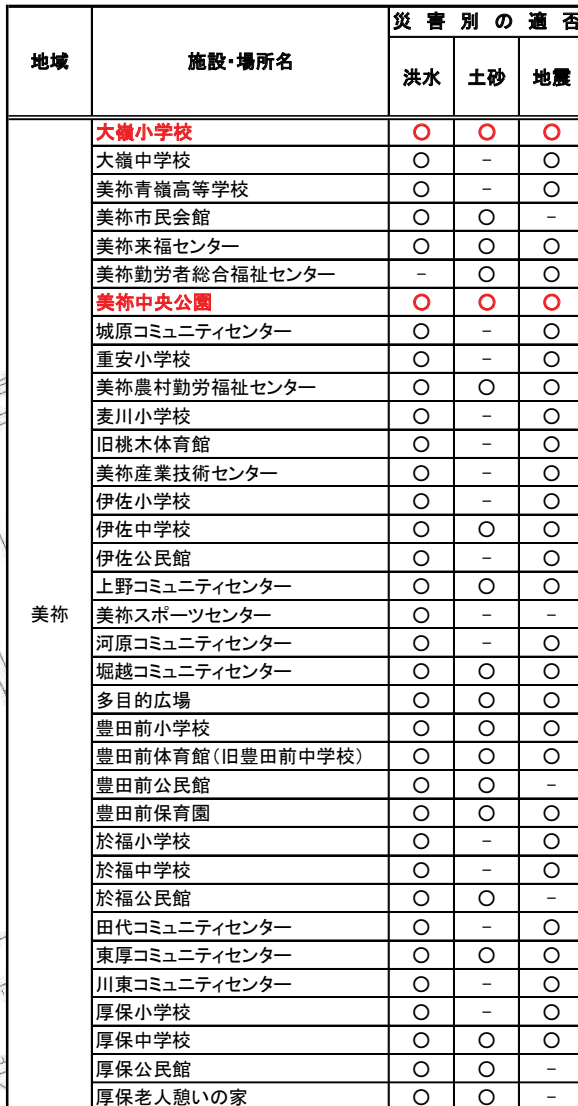 地域 施設・場所名 災害別の適否
洪水 土砂 地震
美祢
大嶺小学校 ○ ○ ○
大嶺中学校 ○ － ○
美祢青嶺高等学校 ○ － ○
美祢市民会館 ○ ○ －
美祢来福センター ○ ○ ○
美祢勤労者総合福祉センター － ○ ○
美祢中央公園 ○ ○ ○
城原コミュニティセンター ○ － ○
重安小学校 ○ － ○
美祢農村勤労福祉センター ○ ○ ○
麦川小学校 ○ － ○
旧桃木体育館 ○ － ○
美祢産業技術センター ○ － ○
伊佐小学校 ○ － ○
伊佐中学校 ○ ○ ○
伊佐公民館 ○ － ○
上野コミュニティセンター ○ ○ ○
美祢スポーツセンター ○ － －
河原コミュニティセンター ○ － ○
堀越コミュニティセンター ○ ○ ○
多目的広場 ○ ○ ○
豊田前小学校 ○ ○ ○
豊田前体育館(旧豊田前中学校) ○ ○ ○
豊田前公民館 ○ ○ －
豊田前保育園 ○ ○ ○
於福小学校 ○ － ○
於福中学校 ○ － ○
於福公民館 ○ ○ －
田代コミュニティセンター ○ － ○
東厚コミュニティセンター ○ ○ ○
川東コミュニティセンター ○ － ○
厚保小学校 ○ － ○
厚保中学校 ○ ○ ○
厚保公民館 ○ ○ －
厚保老人憩いの家 ○ ○ －